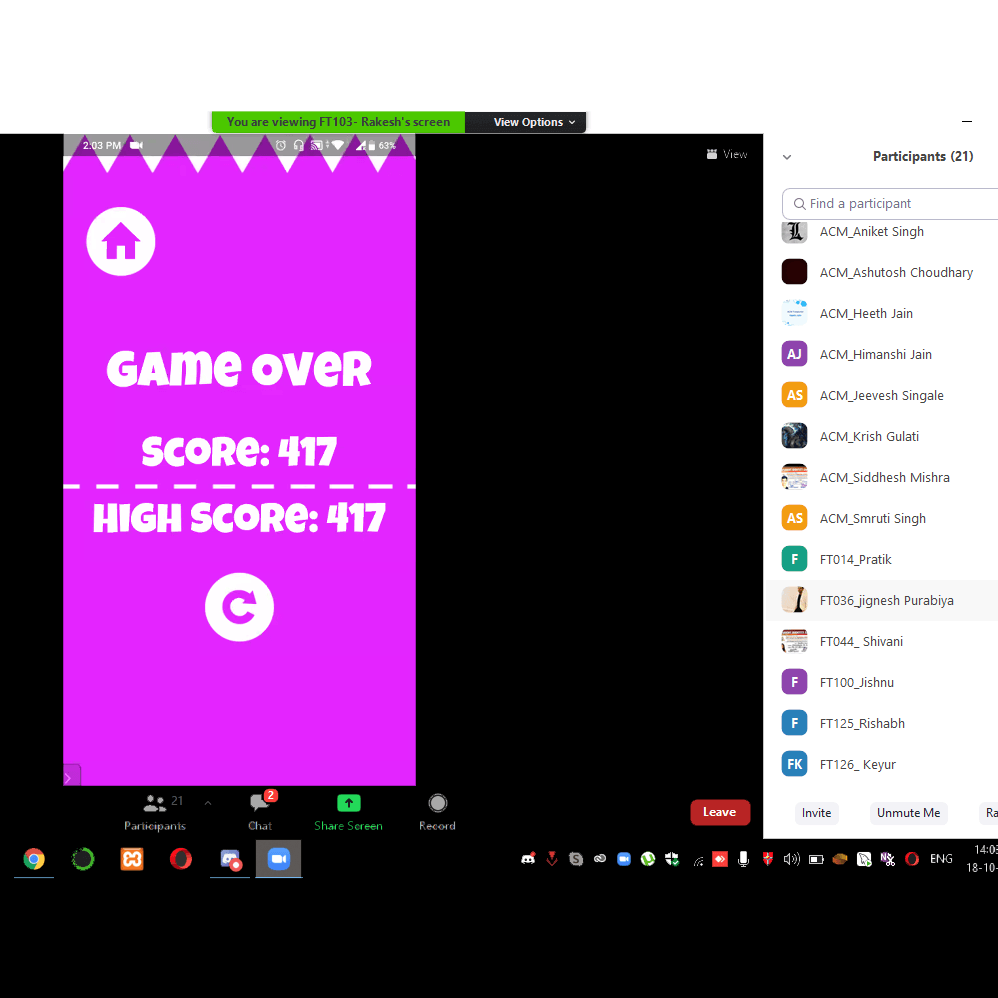 You are viewing FT103- Rakesh's screen
View Options
2:03 PM
63%
View
GAME OVER
SCORE: 417
HIGH SCORE: 417
Participants (21)
Find a participant
ACM_Aniket Singh
ACM_Ashutosh Choudhary
ACM_Heeth Jain
AJ ACM_Himanshi Jain
AS ACM_Jeevesh Singale
ACM_Krish Gulati
ACM_Siddhesh Mishra
AS ACM_Smruti Singh
F FT014_Pratik
FT036_jignesh Purabiya
FT044_ Shivani
F FT100_Jishnu
F FT125_Rishabh
FK FT126_ Keyur
Invite
Unmute Me
Ra
21
2
Participants
Chat
Share Screen
Record
Leave
ENG
14:03
18-10-